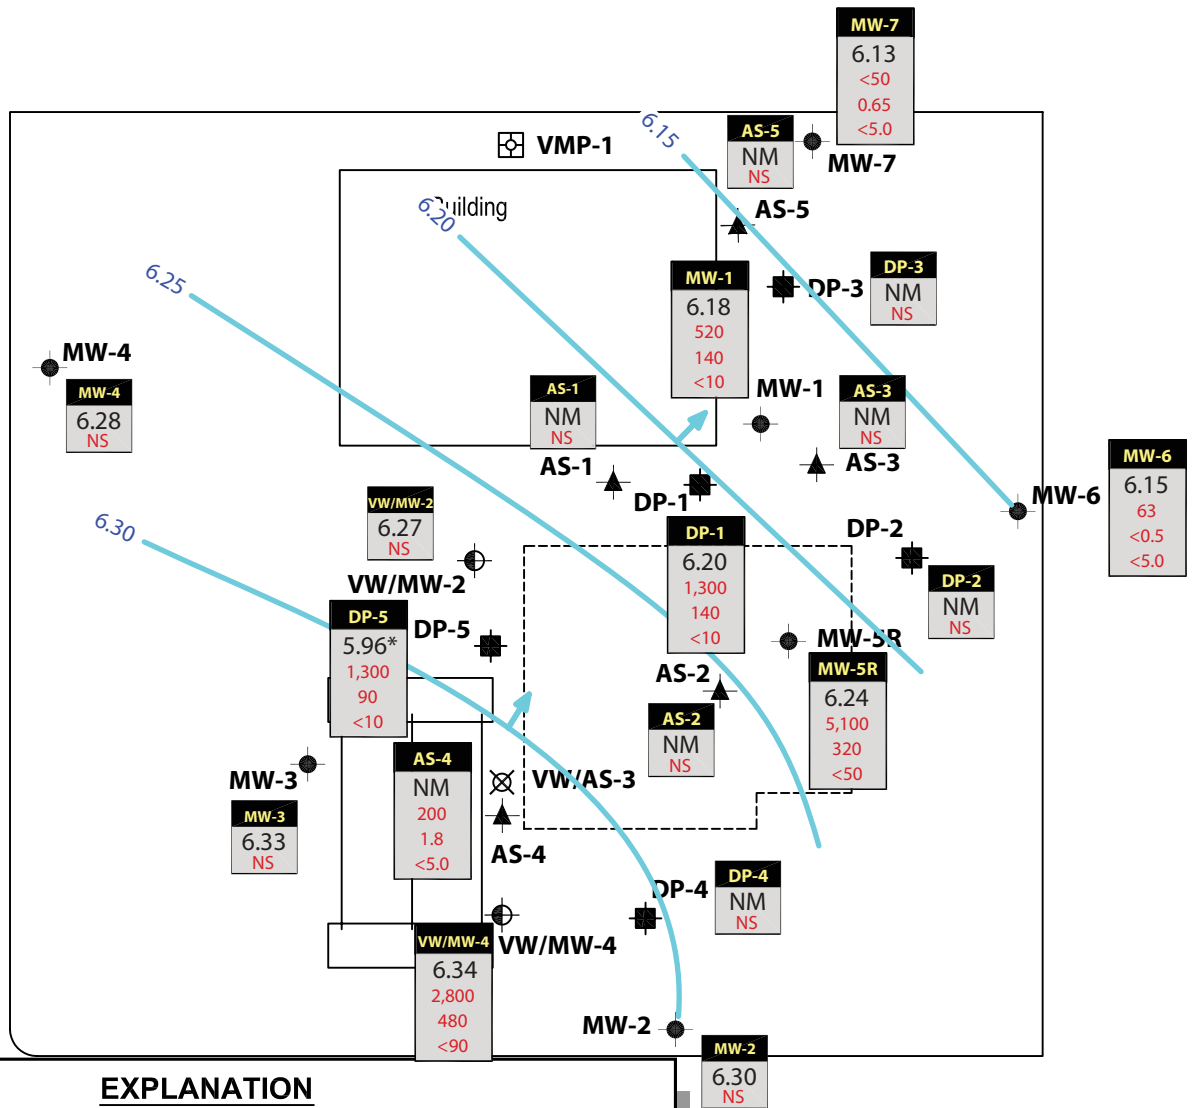 MW-7
6.13
<50
0.65
<5.0
MW-7
6.15
AS-5
NM
NS
VMP-1
AS-5
Building
6.20
6.25
DP-3
DP-3
NM
NS
MW-1
6.18
520
140
<10
MW-1
MW-4
MW-4
6.28
NS
AS-1
NM
NS
AS-1
AS-3
NM
NS
AS-3
MW-6
MW-6
6.15
63
<0.5
<5.0
DP-1
DP-1
6.20
1,300
140
<10
DP-2
DP-2
NM
NS
6.30
VW/MW-2
6.27
NS
VW/MW-2
DP-5
5.96*
1,300
90
<10
DP-5
MW-5R
MW-5R
6.24
5,100
320
<50
AS-2
AS-2
NM
NS
MW-3
MW-3
6.33
NS
AS-4
NM
200
1.8
<5.0
VW/AS-3
AS-4
DP-4
DP-4
NM
NS
VW/MW-4
6.34
2,800
480
<90
VW/MW-4
MW-2
MW-2
6.30
NS
EXPLANATION